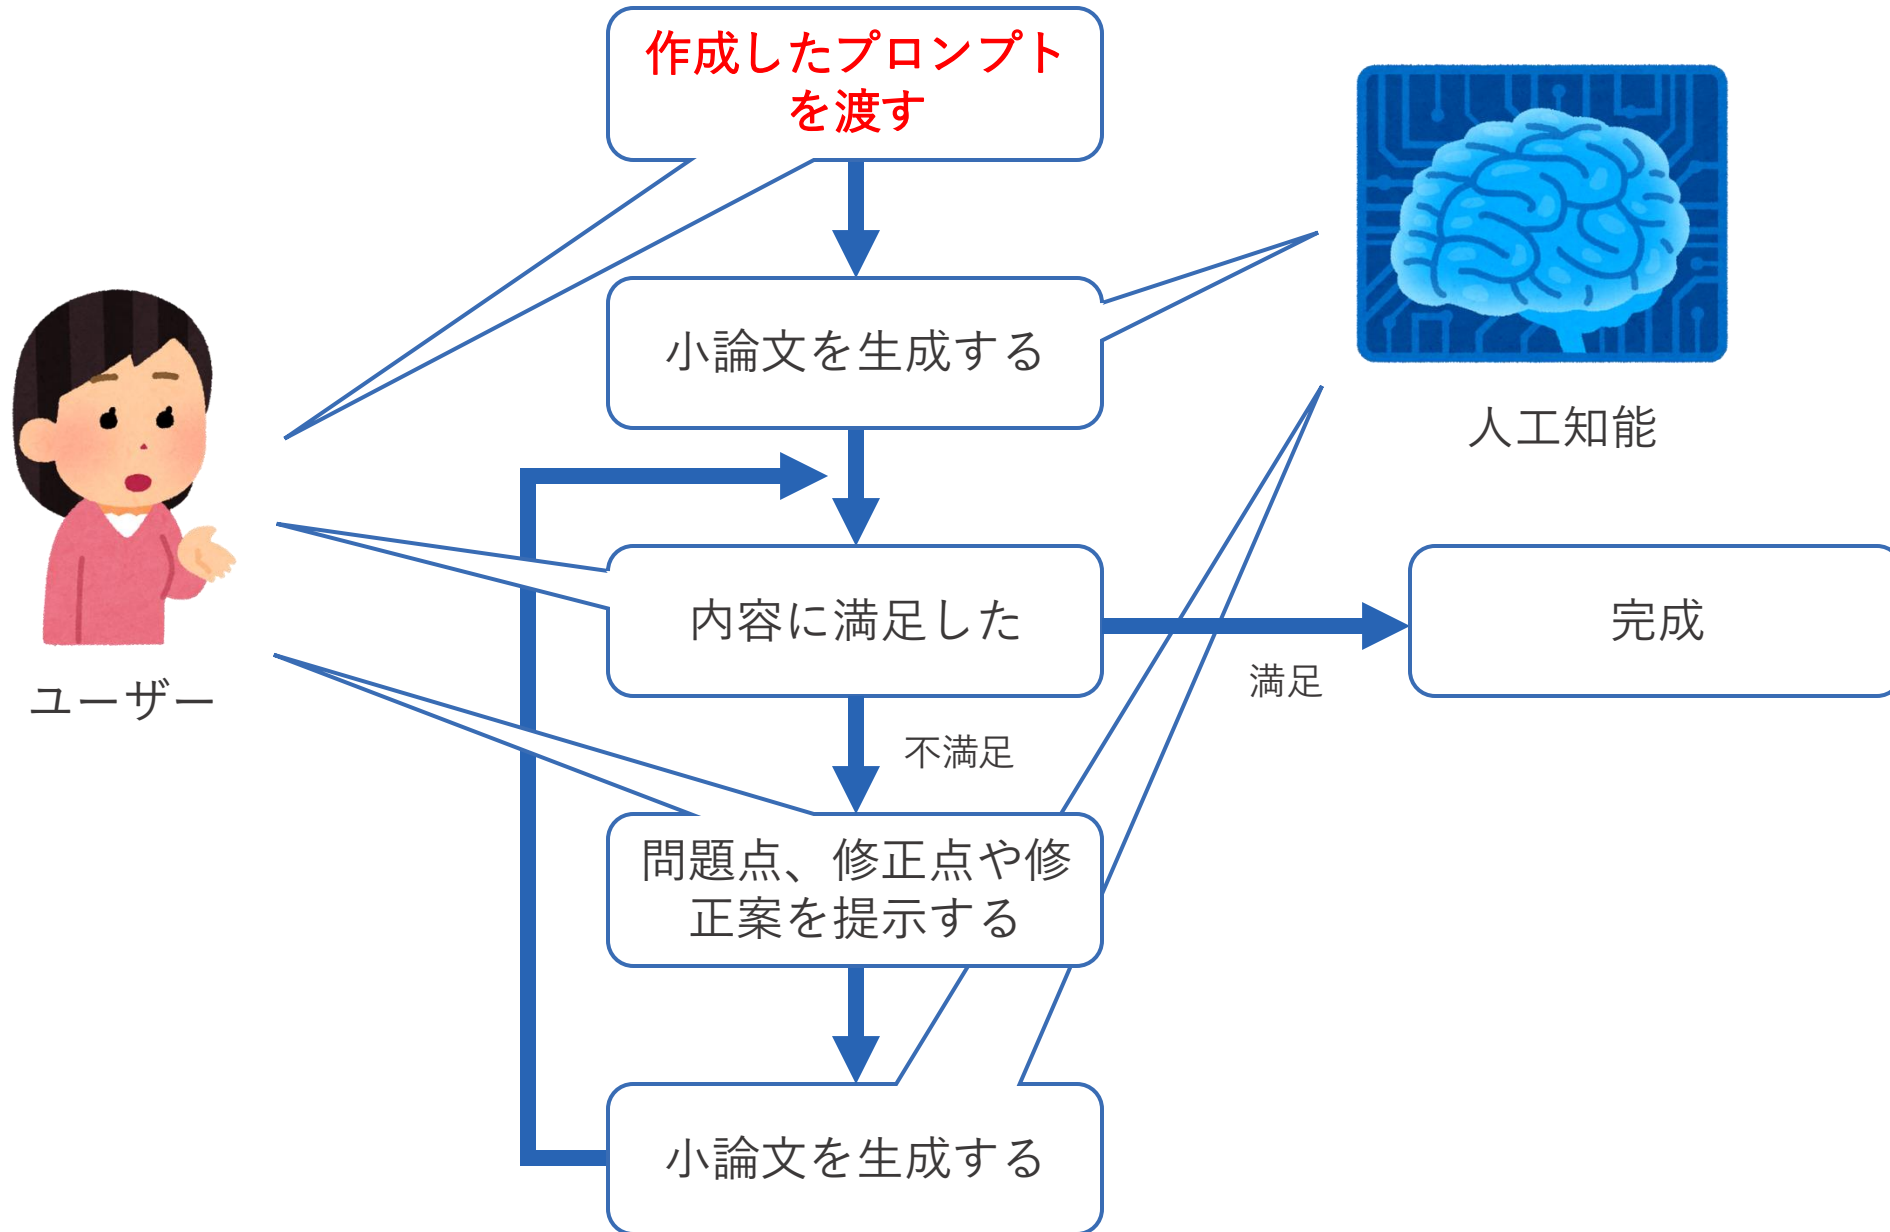 作成したプロンプト
を渡す
小論文を生成する
人工知能
内容に満足した
完成
満足
ユーザー
不満足
問題点、修正点や修
正案を提示する
小論文を生成する